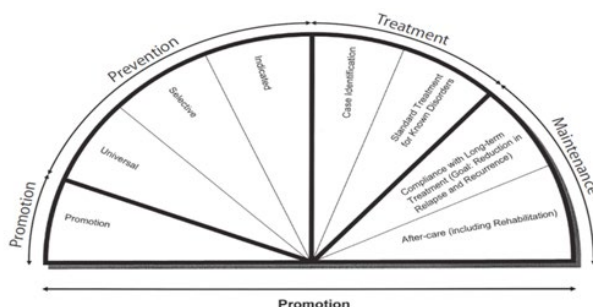 Promotion
Prevention
Treatment
Maintenance
Promotion
Universal
Selective
Indicated
Case Identification
Standard Treatment
for Known Disorders
Compliance with Long-term
Treatment (Goal: Reduction in
Relapse and Recurrence)
After-care (including Rehabilitation)
Promotion